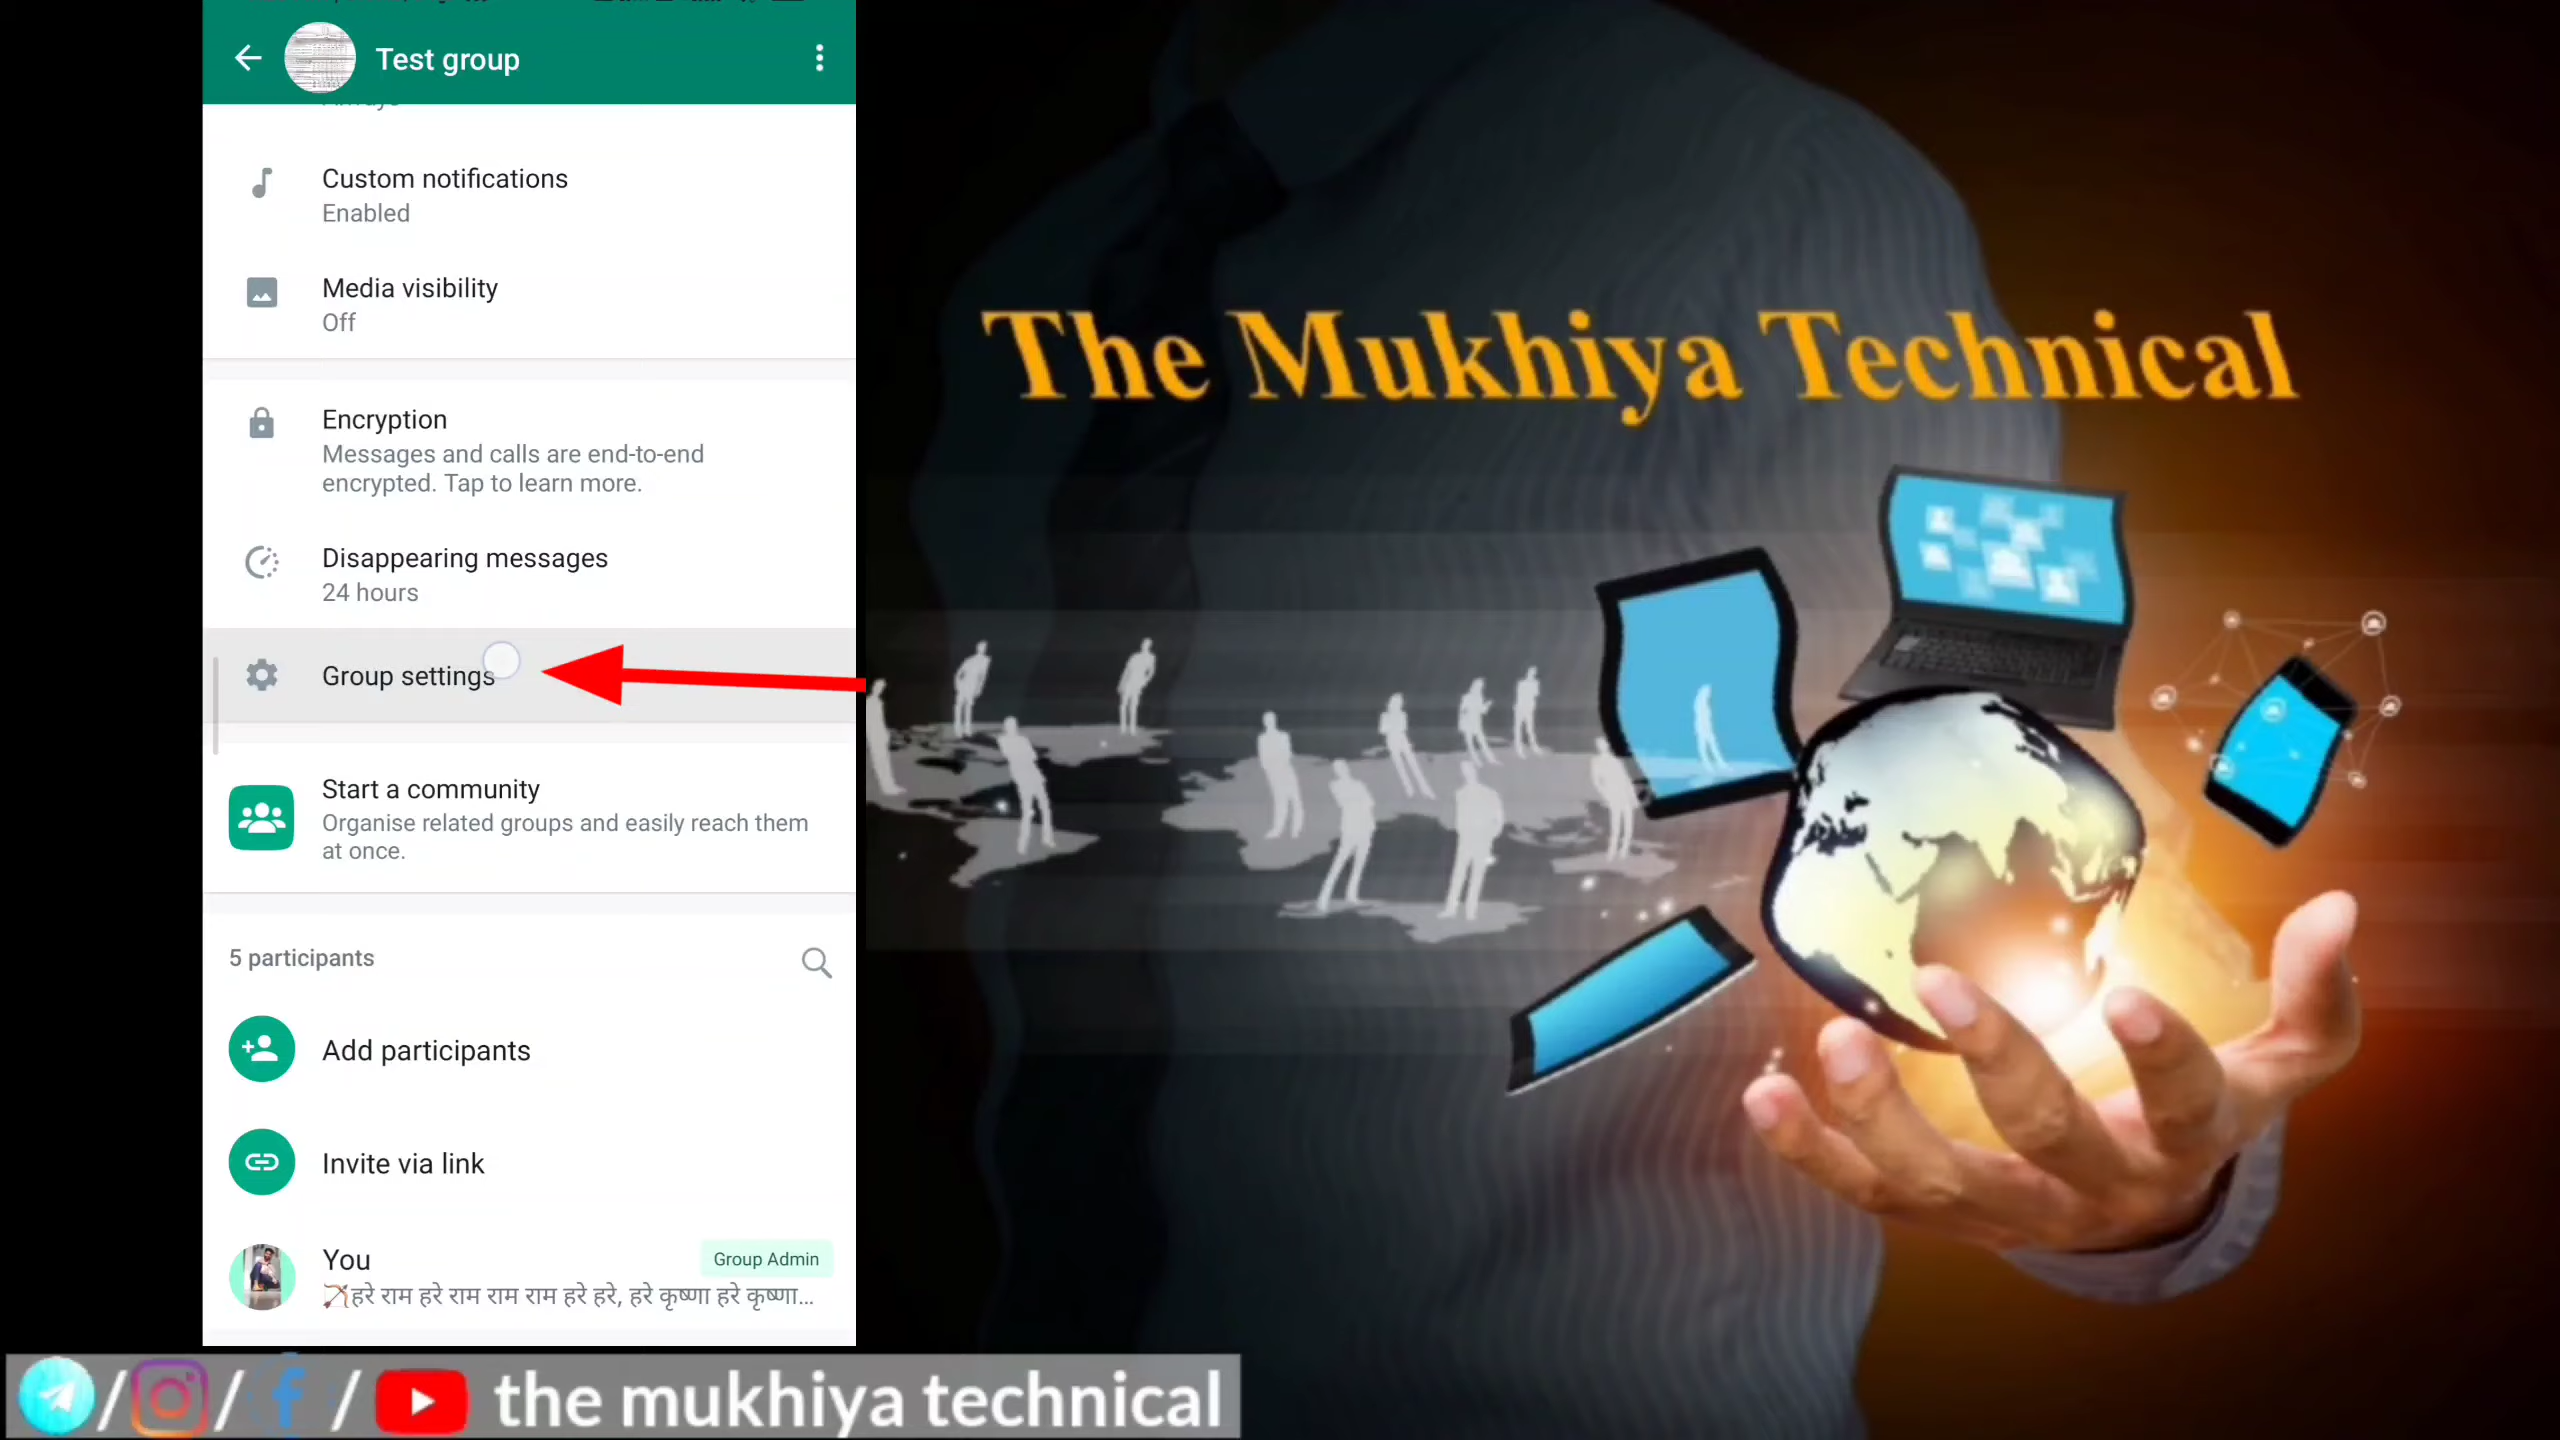 Test group
Custom notifications
Enabled
Media visibility
Off
Encryption
Messages and calls are end-to-end
encrypted. Tap to learn more.
Disappearing messages
24 hours
Group settings
Start a community
Organise related groups and easily reach them
at once.
5 participants
Add participants
Invite via link
You
Group Admin
🏹हरे राम हरे राम राम राम हरे हरे, हरे कृष्णा हरे कृष्णा...
The Mukhiya Technical
/ / / the mukhiya technical